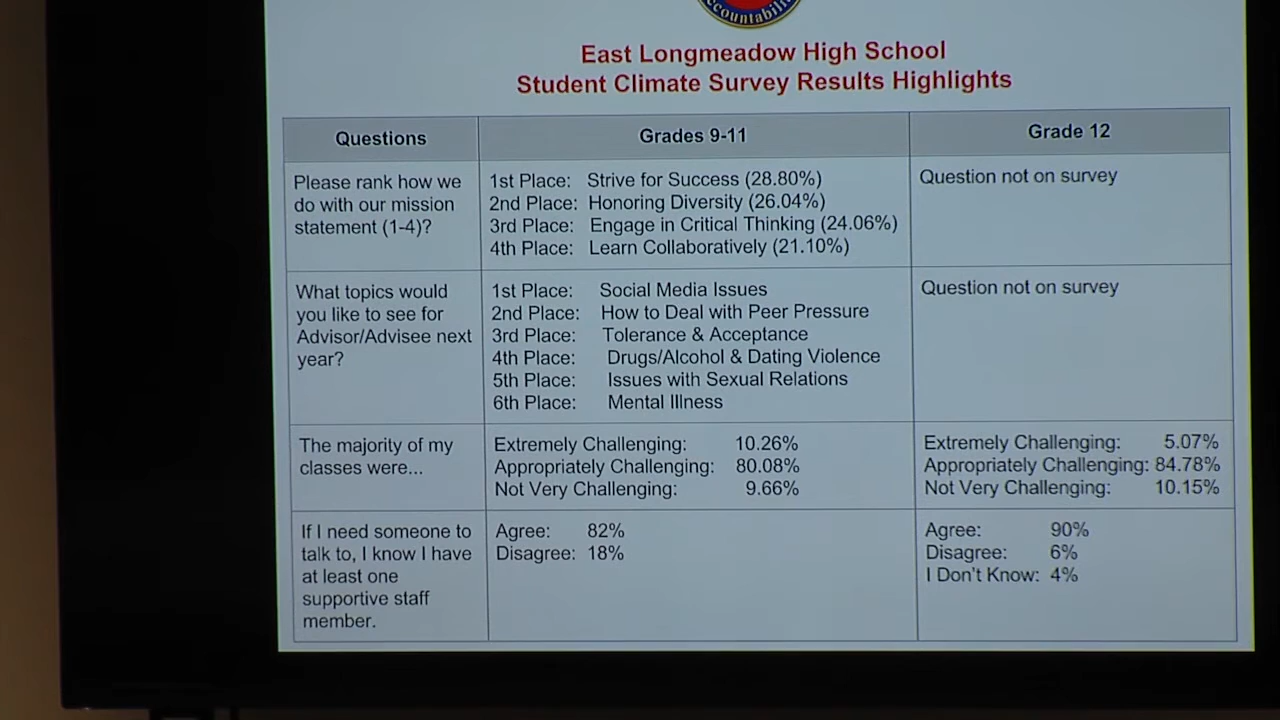 ccountabili
East Longmeadow High School
Student Climate Survey Results Highlights
Questions
Grades 9-11
Grade 12
Please rank how we
do with our mission
statement (1-4)?
1st Place: Strive for Success (28.80%)
2nd Place: Honoring Diversity (26.04%)
3rd Place: Engage in Critical Thinking (24.06%)
4th Place: Learn Collaboratively (21.10%)
Question not on survey
What topics would
you like to see for
Advisor/Advisee next
year?
1st Place: Social Media Issues
2nd Place: How to Deal with Peer Pressure
3rd Place: Tolerance & Acceptance
4th Place: Drugs/Alcohol & Dating Violence
5th Place: Issues with Sexual Relations
6th Place: Mental Illness
Question not on survey
The majority of my
classes were...
Extremely Challenging: 10.26%
Appropriately Challenging: 80.08%
Not Very Challenging: 9.66%
Extremely Challenging: 5.07%
Appropriately Challenging: 84.78%
Not Very Challenging: 10.15%
If I need someone to
talk to, I know I have
at least one
supportive staff
member.
Agree: 82%
Disagree: 18%
Agree: 90%
Disagree: 6%
I Don't Know: 4%